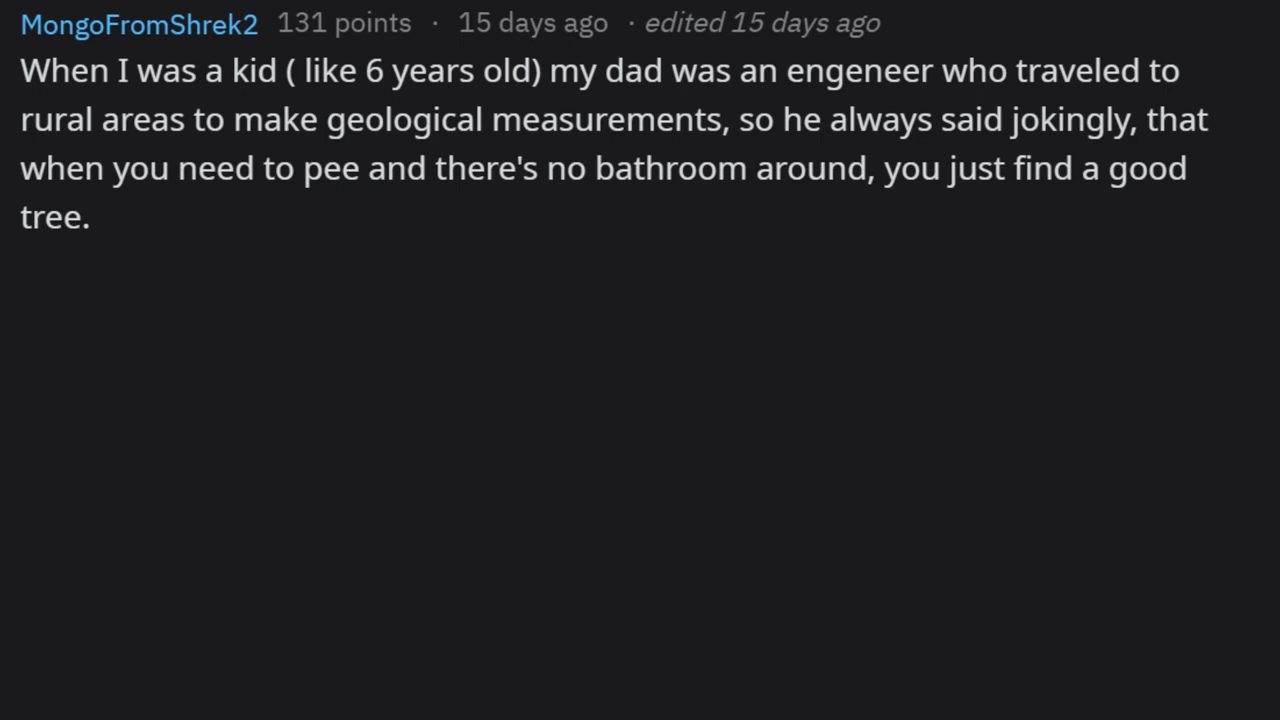 MongoFromShrek2 131 points · 15 days ago · edited 15 days ago
When I was a kid ( like 6 years old) my dad was an engeneer who traveled to
rural areas to make geological measurements, so he always said jokingly, that
when you need to pee and there's no bathroom around, you just find a good
tree.